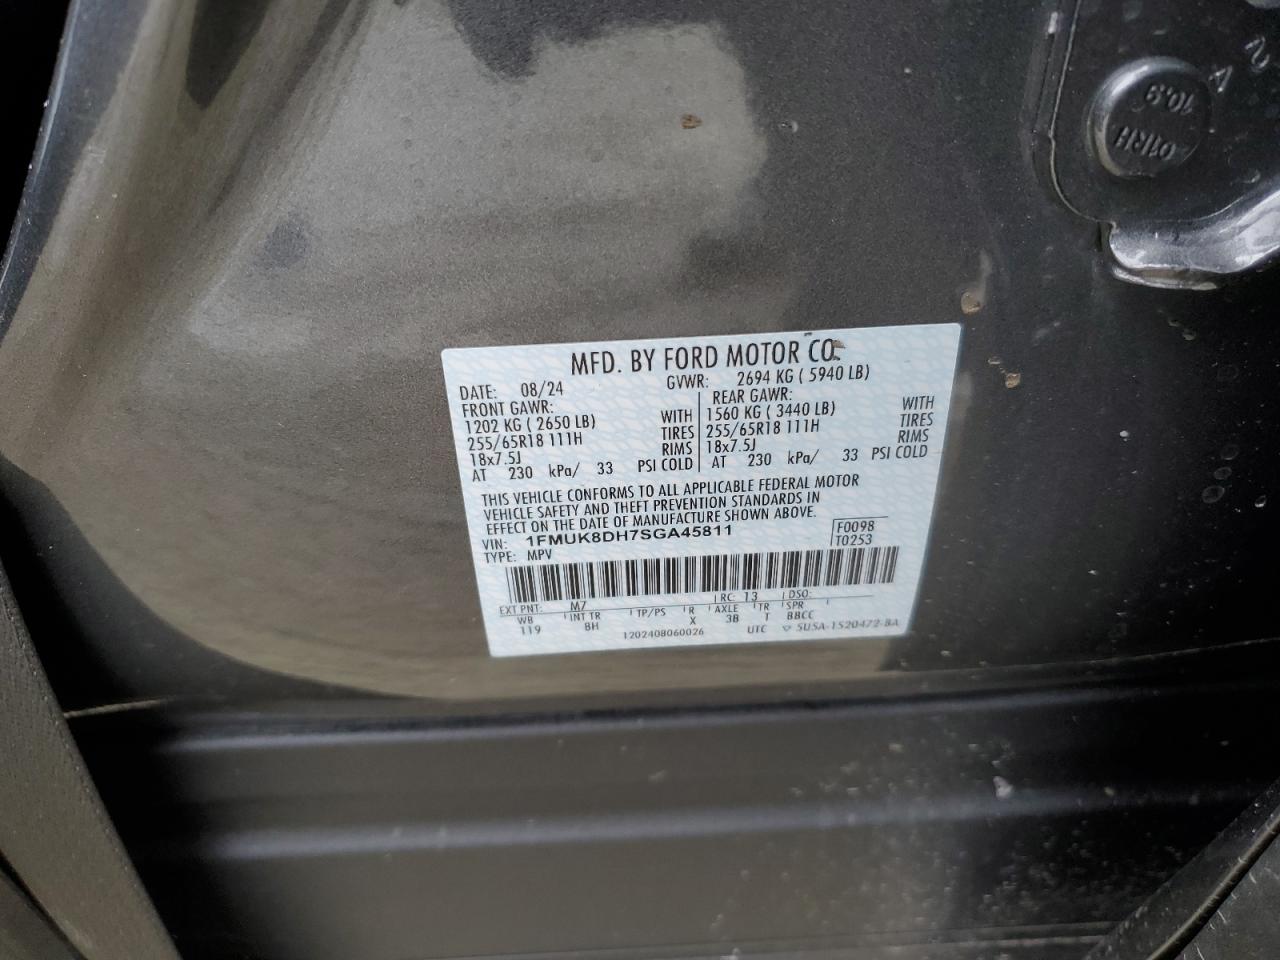 10.9
01RH
MFD. BY FORD MOTOR CO.
DATE: 08/24 GVWR: 2694 KG ( 5940 LB)
FRONT GAWR: REAR GAWR:
1202 KG ( 2650 LB) WITH 1560 KG ( 3440 LB) WITH
255/65R18 111H TIRES 255/65R18 111H TIRES
18x7.5J RIMS 18x7.5J RIMS
AT 230 kPa/ 33 PSI COLD AT 230 kPa/ 33 PSI COLD
THIS VEHICLE CONFORMS TO ALL APPLICABLE FEDERAL MOTOR
VEHICLE SAFETY AND THEFT PREVENTION STANDARDS IN
EFFECT ON THE DATE OF MANUFACTURE SHOWN ABOVE.
VIN: 1FMUK8DH7SGA45811 F0098
TYPE: MPV T0253
EXT PNT: M7 RC: 13 DSO:
WB INT TR TP/PS R AXLE TR SPR
119 BH X 3B T BBCC
1202408060026 UTC 5U5A-1520472-BA